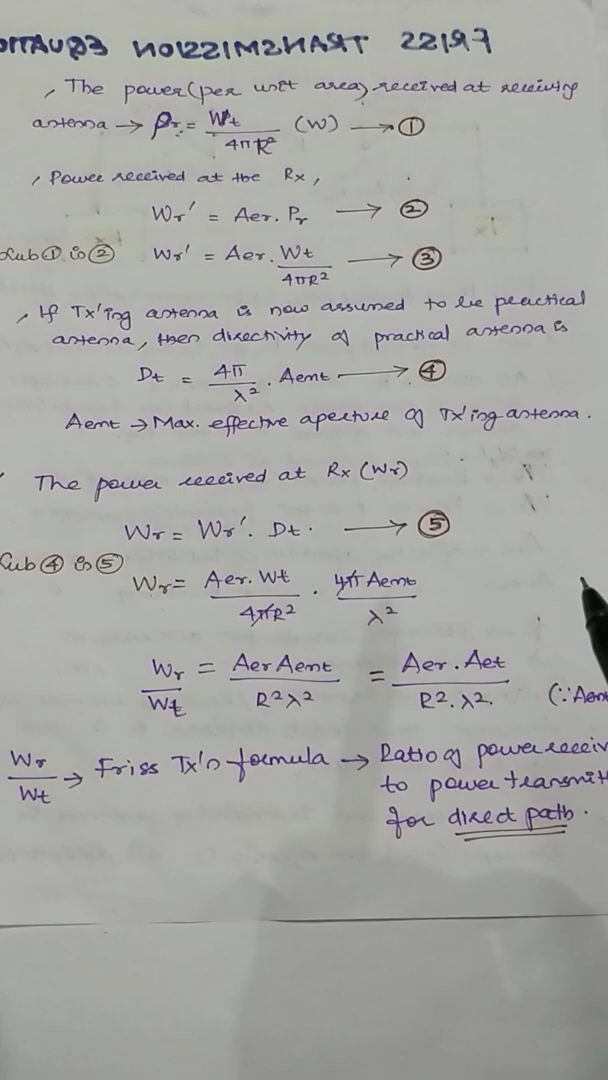 FRISS TRANSMISSION EQUATIO
, The power (per unit area) received at receiving
antenna → Pr = Wt / 4πR² (W) → ①
, Power received at the Rx,
Wr' = Aer. Pr → ②
Sub ① in ② Wr' = Aer. Wt / 4πR² → ③
, If Tx'ing antenna is now assumed to be practical
antenna, then directivity of practical antenna is
Dt = 4π / λ² . Aemt → ④
Aemt → Max. effective aperture of Tx'ing antenna.
The power received at Rx (Wr)
Wr = Wr'. Dt. → ⑤
Sub ④ in ⑤
Wr = Aer. Wt / 4πR² . 4π Aemt / λ²
Wr / Wt = Aer Aemt / R²λ² = Aer . Aet / R². λ². (∵ Aem
Wr / Wt → Friss Tx'n formula → Ratio of power receiv
to power transmit
for direct path.